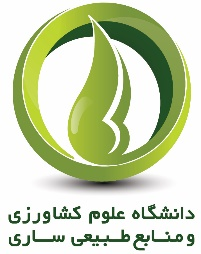 دانشگاه علوم کشاورزی
و منابع طبیعی ساری